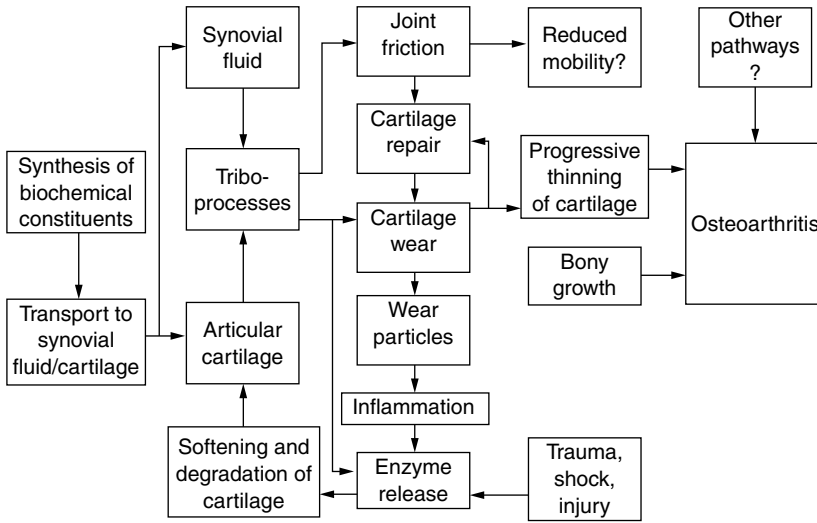 Synovial
fluid
Joint
friction
Reduced
mobility?
Other
pathways
?
Synthesis of
biochemical
constituents
Tribo-
processes
Cartilage
repair
Progressive
thinning
of cartilage
Cartilage
wear
Osteoarthritis
Bony
growth
Transport to
synovial
fluid/cartilage
Articular
cartilage
Wear
particles
Inflammation
Softening and
degradation of
cartilage
Enzyme
release
Trauma,
shock,
injury